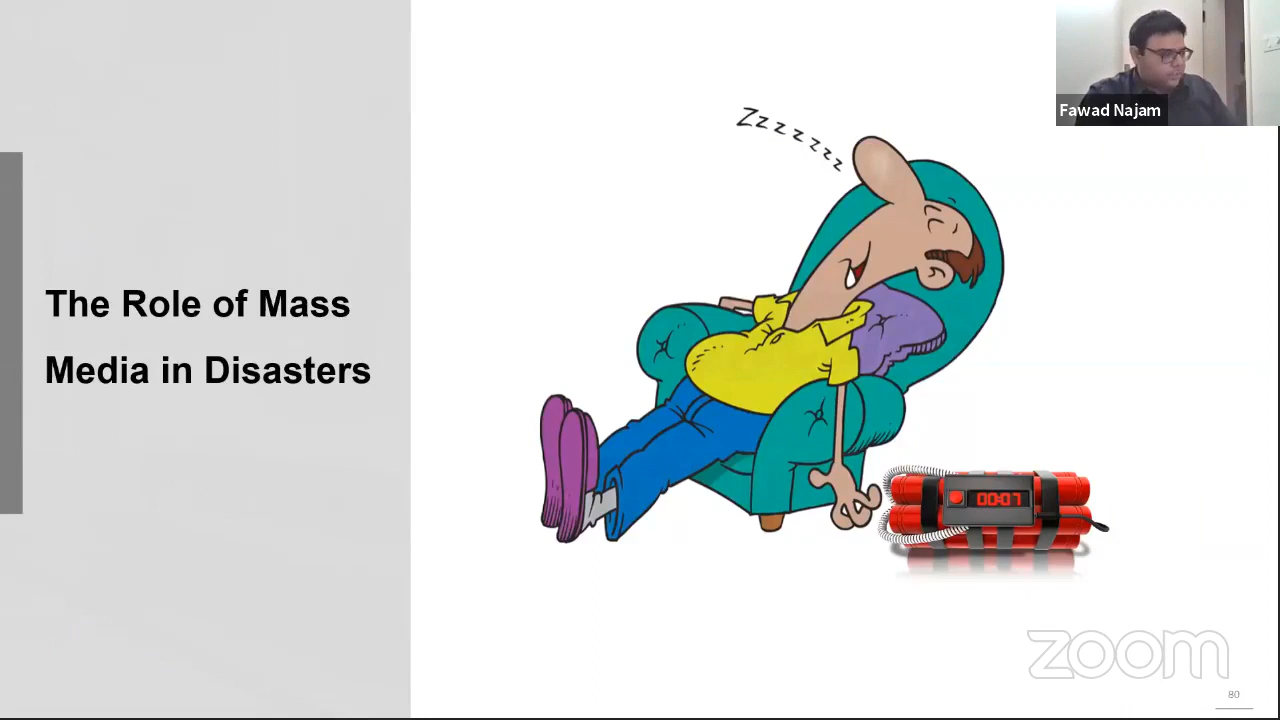 Fawad Najam
Zzzzzzz
The Role of Mass
Media in Disasters
00:07
zoom
80